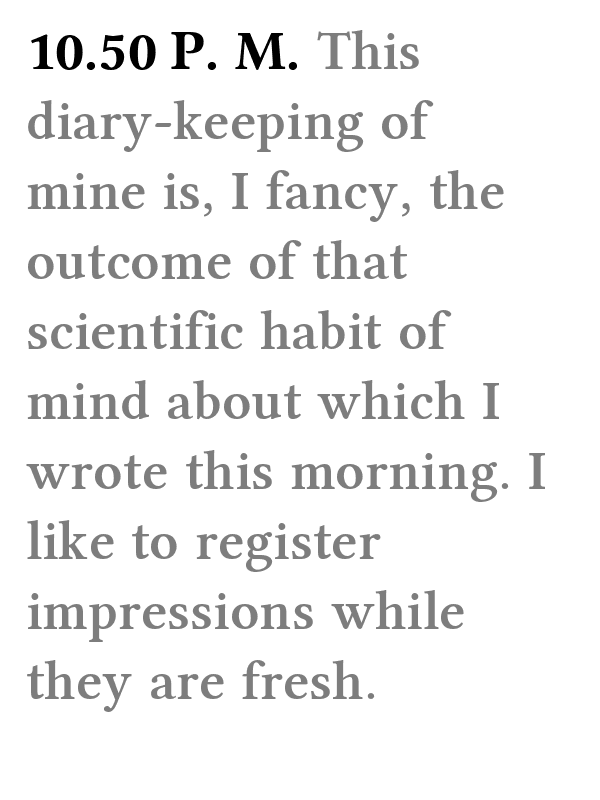 10.50 P. M. This
diary-keeping of
mine is, I fancy, the
outcome of that
scientific habit of
mind about which I
wrote this morning. I
like to register
impressions while
they are fresh.